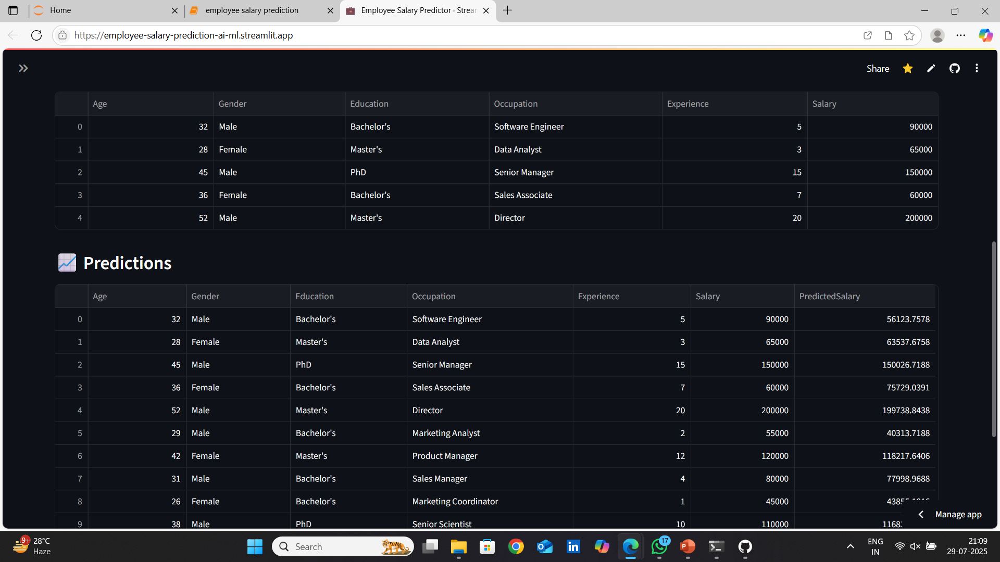 Home
employee salary prediction
Employee Salary Predictor · Strear
https://employee-salary-prediction-ai-ml.streamlit.app
Share
Age Gender Education Occupation Experience Salary
0 32 Male Bachelor's Software Engineer 5 90000
1 28 Female Master's Data Analyst 3 65000
2 45 Male PhD Senior Manager 15 150000
3 36 Female Bachelor's Sales Associate 7 60000
4 52 Male Master's Director 20 200000
Predictions
Age Gender Education Occupation Experience Salary PredictedSalary
0 32 Male Bachelor's Software Engineer 5 90000 56123.7578
1 28 Female Master's Data Analyst 3 65000 63537.6758
2 45 Male PhD Senior Manager 15 150000 150026.7188
3 36 Female Bachelor's Sales Associate 7 60000 75729.0391
4 52 Male Master's Director 20 200000 199738.8438
5 29 Male Bachelor's Marketing Analyst 2 55000 40313.7188
6 42 Female Master's Product Manager 12 120000 118217.6406
7 31 Male Bachelor's Sales Manager 4 80000 77998.9688
8 26 Female Bachelor's Marketing Coordinator 1 45000
9 38 Male PhD Senior Scientist 10 110000
Manage app
9+ 28°C
Haze
Search
17
ENG
IN
21:09
29-07-2025